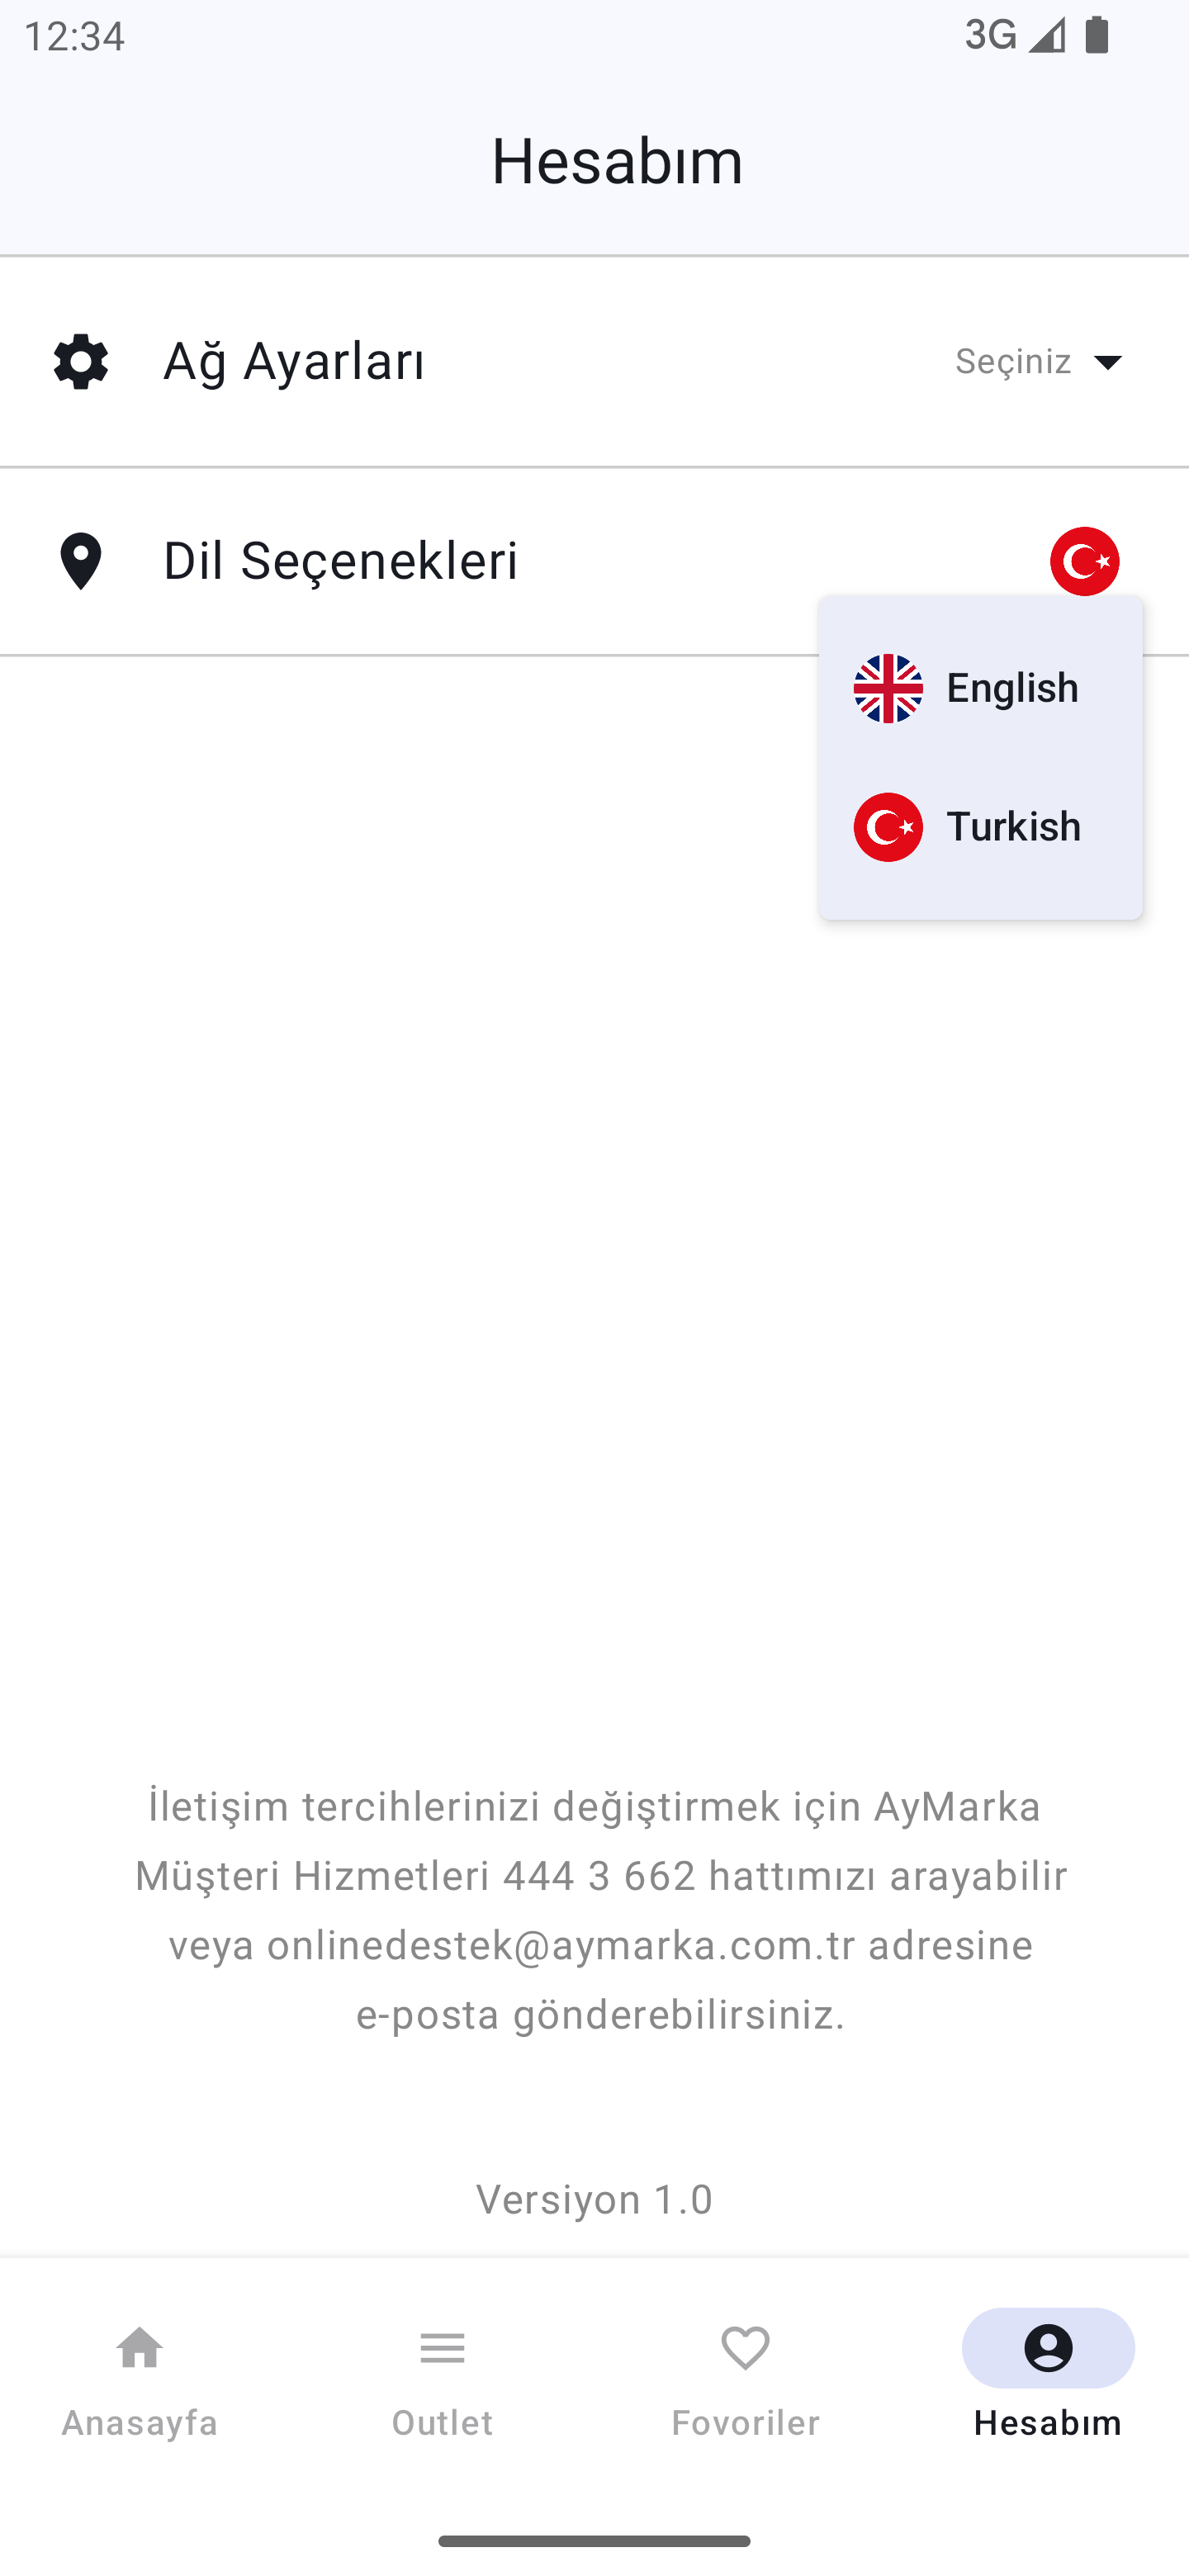 12:34
3G
Hesabım
Ağ Ayarları
Seçiniz
Dil Seçenekleri
English
Turkish
İletişim tercihlerinizi değiştirmek için AyMarka
Müşteri Hizmetleri 444 3 662 hattımızı arayabilir
veya onlinedestek@aymarka.com.tr adresine
e-posta gönderebilirsiniz.
Versiyon 1.0
Anasayfa
Outlet
Fovoriler
Hesabım